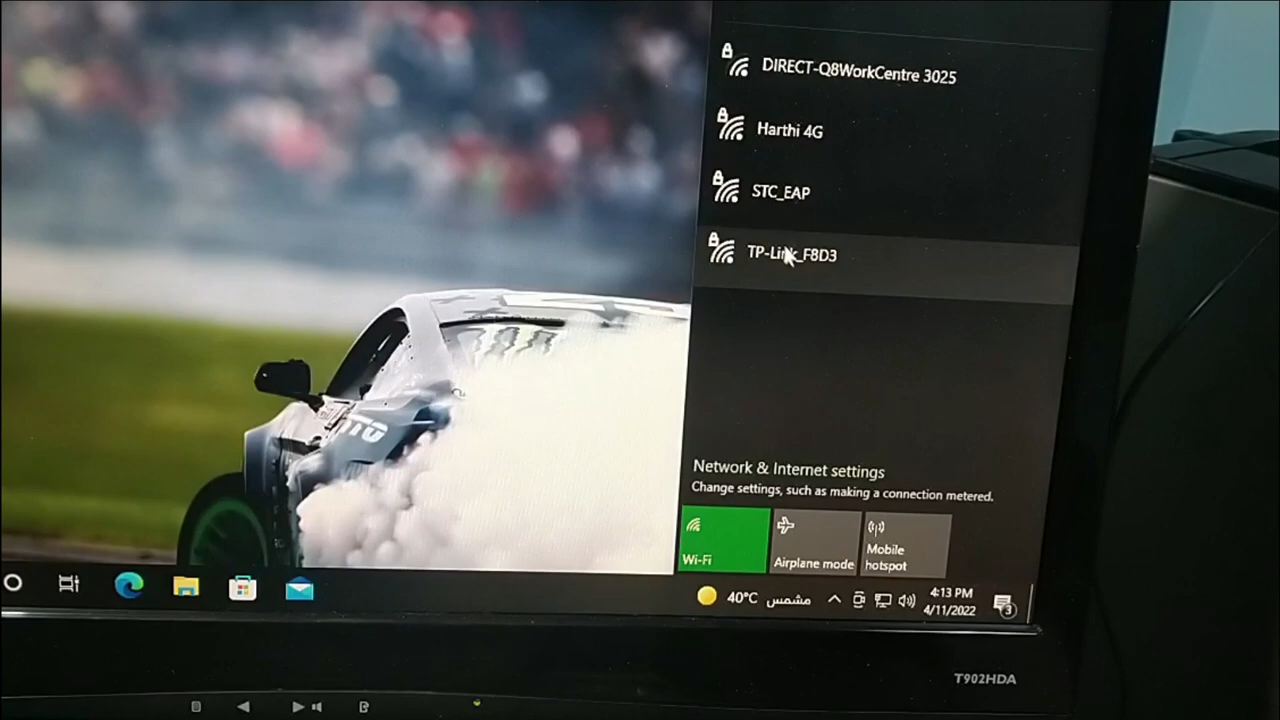 DIRECT-Q8WorkCentre 3025
Harthi 4G
STC_EAP
TP-Link_F8D3
Network & Internet settings
Change settings, such as making a connection metered.
Wi-Fi
Airplane mode
Mobile
hotspot
40°C مشمس
4:13 PM
4/11/2022
3
T902HDA